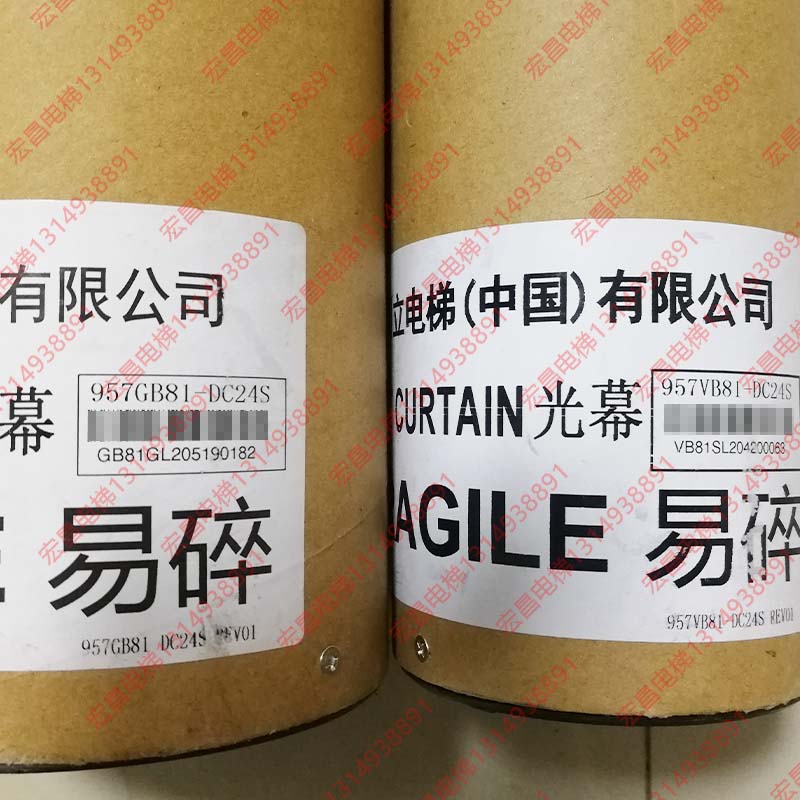 有限公司
幕
957GB81-DC24S
GB81GL205190182
易碎
957GB81 DC24S REV01
立电梯(中国)有限公司
CURTAIN 光幕
957VB81-DC24S
VB81SL204200068
AGILE 易碎
957VB81-DC24S REV01
宏昌电梯13149938891